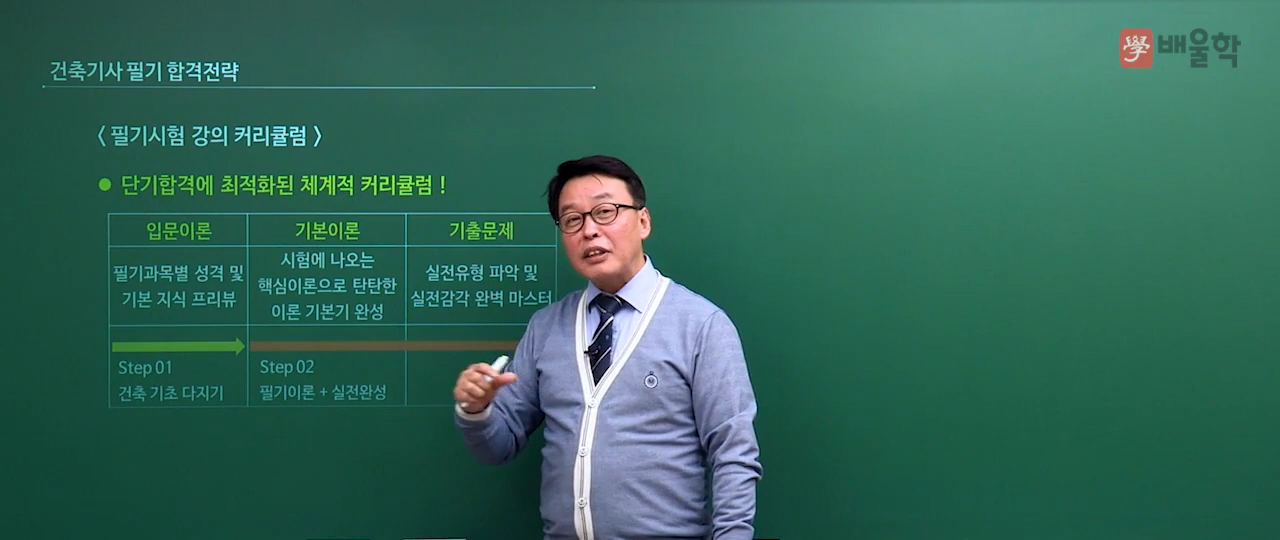 건축기사 필기 합격전략
學 배울학
< 필기시험 강의 커리큘럼 >
● 단기합격에 최적화된 체계적 커리큘럼 !
입문이론 기본이론 기출문제
필기과목별 성격 및
기본 지식 프리뷰
시험에 나오는
핵심이론으로 탄탄한
이론 기본기 완성
실전유형 파악 및
실전감각 완벽 마스터
Step 01
건축 기초 다지기
Step 02
필기이론 + 실전완성